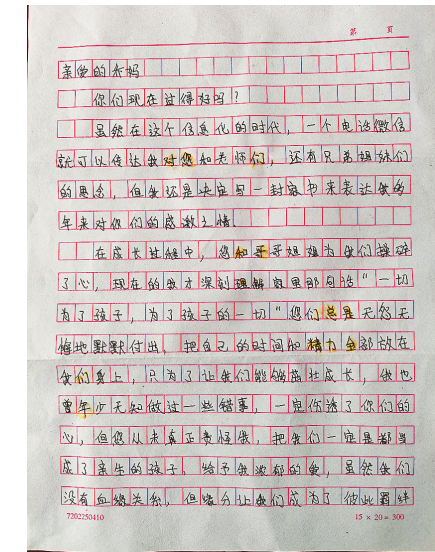 第 页
亲爱的乔妈
你们现在过得好吗？
虽然在这个信息化的时代，一个电话微信
就可以传达我对您和老师们，还有兄弟姐妹们
的思念，但我还是决定写一封家书来表达我多
年来对你们的感激之情
在成长过程中，您和哥哥姐姐为我们操碎
了心，现在的我才深刻理解家里那句话“一切
为了孩子，为了孩子的一切”您们总是无怨无
悔地默默付出，把自己的时间和精力全部放在
我们身上，只为了让我们能够茁壮成长，我也
曾年少无知做过一些错事，一定伤透了你们的
心，但您从未真正责怪我，把我们一定是都当
成了亲生的孩子，给予我浓郁的爱，虽然我们
没有血缘关系，但缘分让我们成为了彼此羁绊
7202250410
15 × 20 = 300